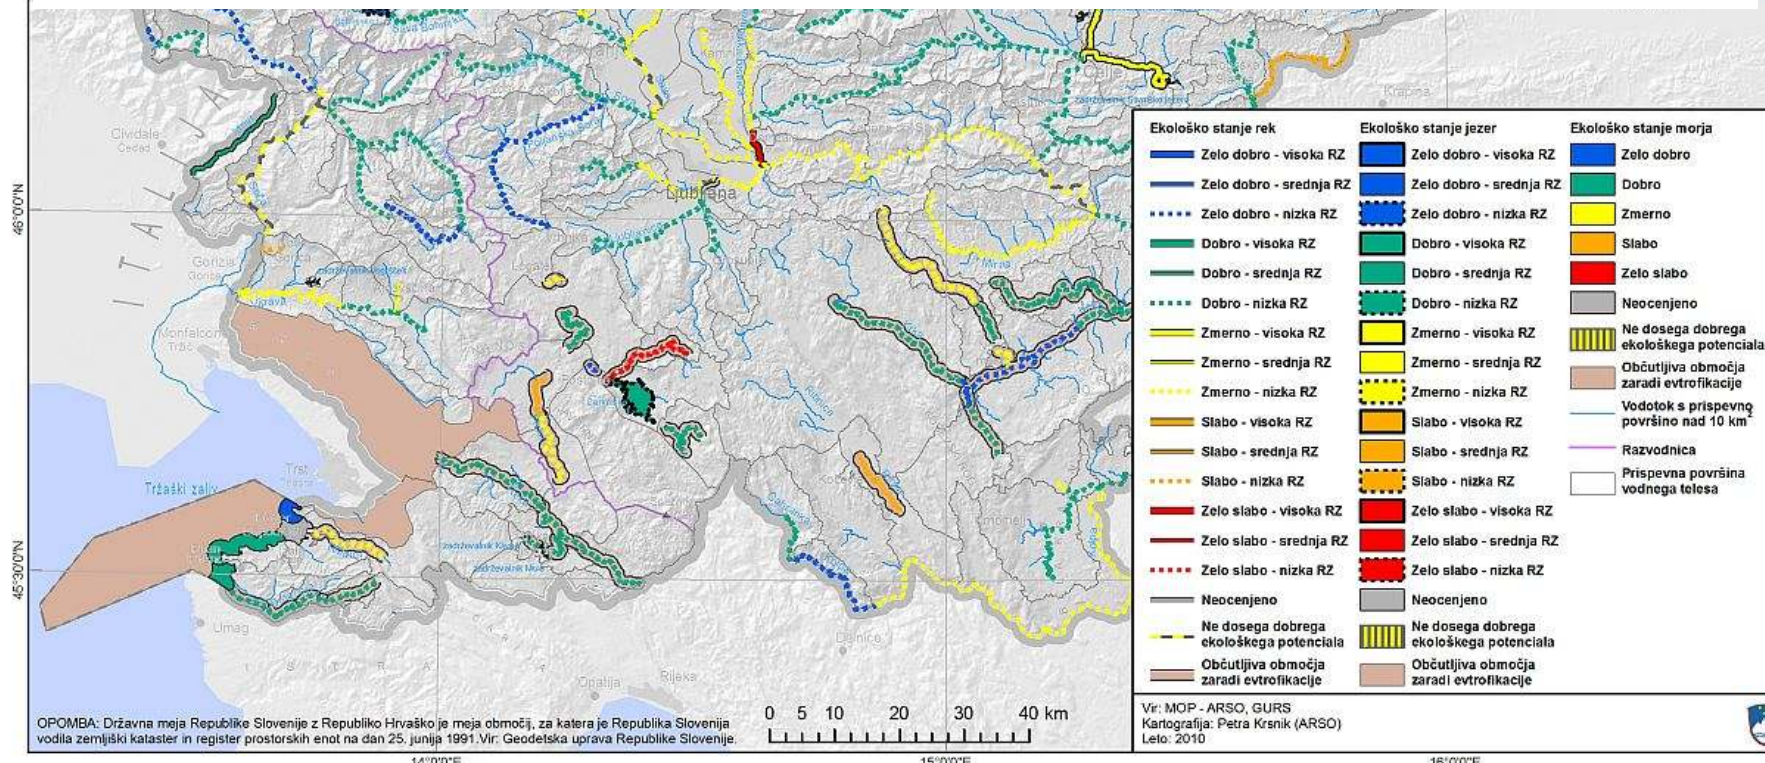 ITALIJA
Cividale
Čedad
Gorizia
Gorica
Monfalcone
Tržič
Trst
Tržaški zaliv
Umag
ISTRA
Opatija
Rijeka
Delnice
Ljubljana
Celje
Krapina
Mirna
46°0'0"N
45°30'0"N
14°0'0"E
15°0'0"E
16°0'0"E
OPOMBA: Državna meja Republike Slovenije z Republiko Hrvaško je meja območij, za katera je Republika Slovenija
vodila zemljiški kataster in register prostorskih enot na dan 25. junija 1991. Vir: Geodetska uprava Republike Slovenije.
0 5 10 20 30 40 km
Ekološko stanje rek
Zelo dobro - visoka RZ
Zelo dobro - srednja RZ
Zelo dobro - nizka RZ
Dobro - visoka RZ
Dobro - srednja RZ
Dobro - nizka RZ
Zmerno - visoka RZ
Zmerno - srednja RZ
Zmerno - nizka RZ
Slabo - visoka RZ
Slabo - srednja RZ
Slabo - nizka RZ
Zelo slabo - visoka RZ
Zelo slabo - srednja RZ
Zelo slabo - nizka RZ
Neocenjeno
Ne dosega dobrega
ekološkega potenciala
Občutljiva območja
zaradi evtrofikacije
Ekološko stanje jezer
Zelo dobro - visoka RZ
Zelo dobro - srednja RZ
Zelo dobro - nizka RZ
Dobro - visoka RZ
Dobro - srednja RZ
Dobro - nizka RZ
Zmerno - visoka RZ
Zmerno - srednja RZ
Zmerno - nizka RZ
Slabo - visoka RZ
Slabo - srednja RZ
Slabo - nizka RZ
Zelo slabo - visoka RZ
Zelo slabo - srednja RZ
Zelo slabo - nizka RZ
Neocenjeno
Ne dosega dobrega
ekološkega potenciala
Občutljiva območja
zaradi evtrofikacije
Ekološko stanje morja
Zelo dobro
Dobro
Zmerno
Slabo
Zelo slabo
Neocenjeno
Ne dosega dobrega
ekološkega potenciala
Občutljiva območja
zaradi evtrofikacije
Vodotok s prispevno
površino nad 10 km²
Razvodnica
Prispevna površina
vodnega telesa
Vir: MOP - ARSO, GURS
Kartografija: Petra Krsnik (ARSO)
Leto: 2010